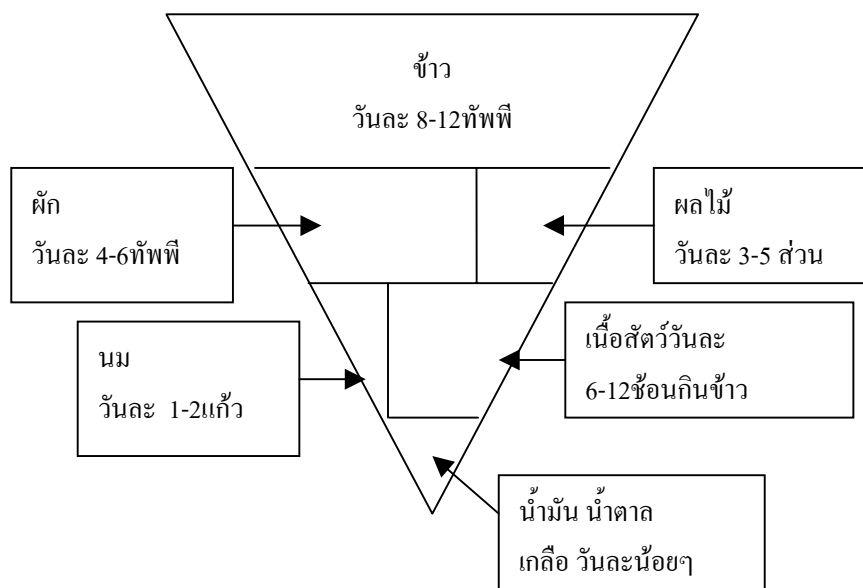 ข้าว
วันละ 8-12ทัพพี
ผัก
วันละ 4-6ทัพพี
ผลไม้
วันละ 3-5 ส่วน
นม
วันละ 1-2แก้ว
เนื้อสัตว์วันละ
6-12ช้อนกินข้าว
น้ำมัน น้ำตาล
เกลือ วันละน้อยๆ